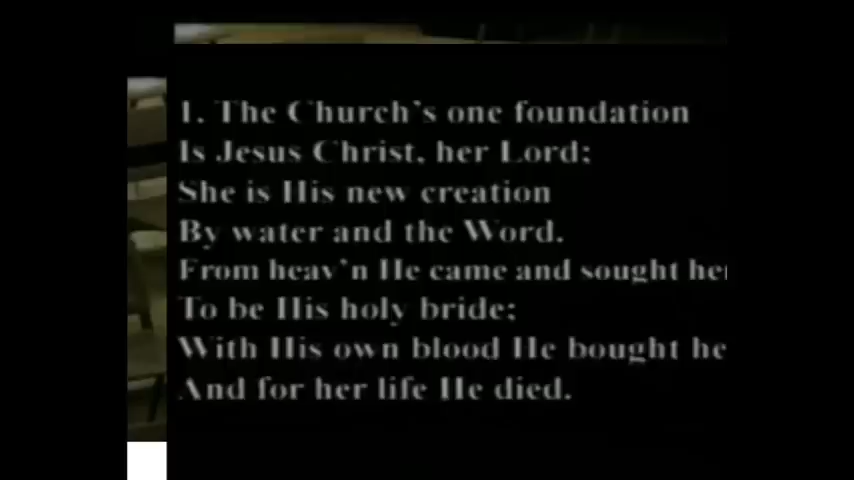 1. The Church's one foundation
Is Jesus Christ, her Lord;
She is His new creation
By water and the Word.
From heav'n He came and sought her
To be His holy bride;
With His own blood He bought he
And for her life He died.